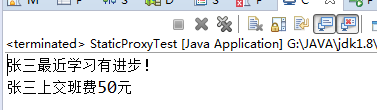 <terminated> StaticProxyTest [Java Application] G:\JAVA\jdk1.8\
张三最近学习有进步!
张三上交班费50元